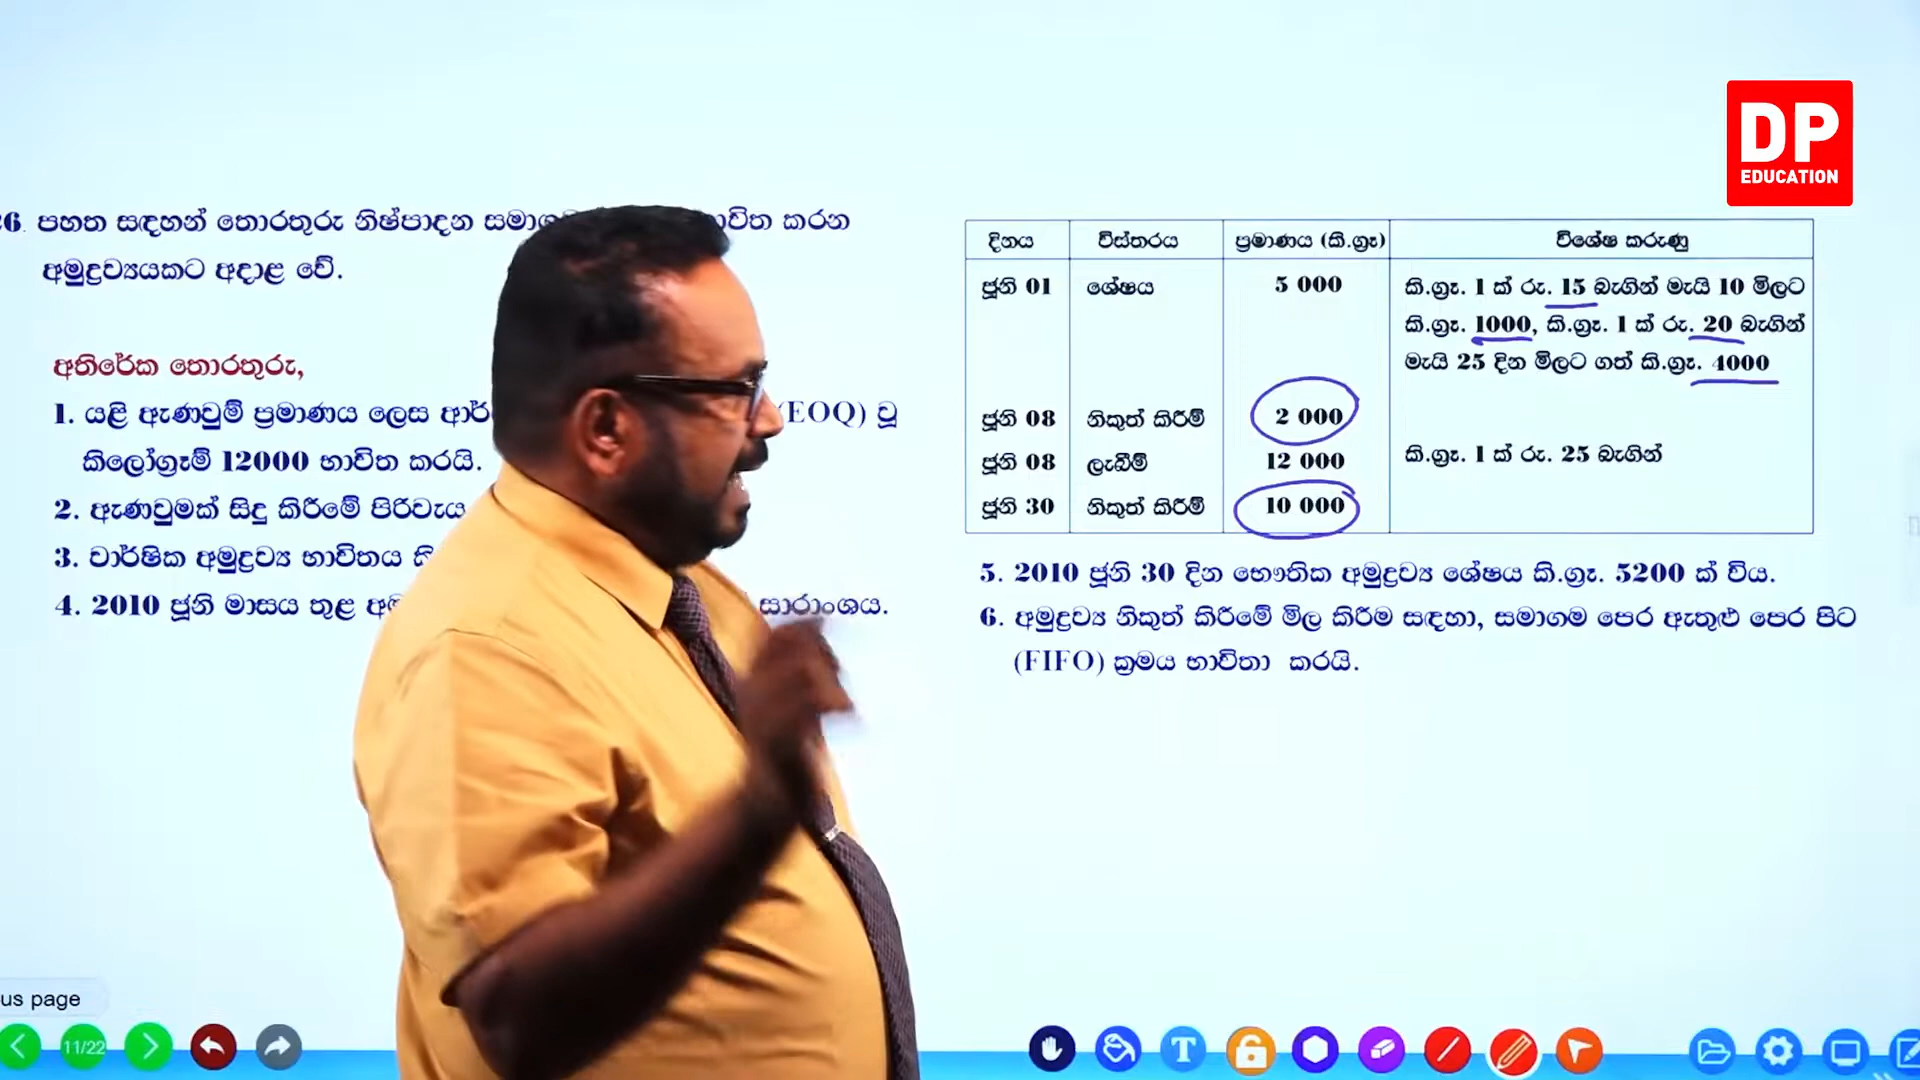 DP
EDUCATION
26. පහත සඳහන් තොරතුරු නිෂ්පාදන කරන
අමුද්‍රව්‍යයකට අදාළ වේ.
අතිරේක තොරතුරු,
1. යළි ඇණවුම් ප්‍රමාණය ලෙස (EOQ) වූ
කිලෝග්‍රෑම් 12000 භාවිත කරයි.
2. ඇණවුමක් සිදු කිරීමේ පිරිවැය
3. වාර්ෂික අමුද්‍රව්‍ය භාවිතය
4. 2010 ජූනි මාසය තුළ සාරාංශය.
දිනය විස්තරය ප්‍රමාණය (කි.ග්‍රෑ) විශේෂ කරුණු
ජූනි 01 ශේෂය 5 000 කි.ග්‍රෑ. 1 ක් රු. 15 බැගින් මැයි 10 මිලට
කි.ග්‍රෑ. 1000, කි.ග්‍රෑ. 1 ක් රු. 20 බැගින්
මැයි 25 දින මිලට ගත් කි.ග්‍රෑ. 4000
ජූනි 08 නිකුත් කිරීම් 2 000
ජූනි 08 ලැබීම් 12 000 කි.ග්‍රෑ. 1 ක් රු. 25 බැගින්
ජූනි 30 නිකුත් කිරීම් 10 000
5. 2010 ජූනි 30 දින භෞතික අමුද්‍රව්‍ය ශේෂය කි.ග්‍රෑ. 5200 ක් විය.
6. අමුද්‍රව්‍ය නිකුත් කිරීමේ මිල කිරීම සඳහා, සමාගම පෙර ඇතුළු පෙර පිට
(FIFO) ක්‍රමය භාවිතා කරයි.
us page
11/22